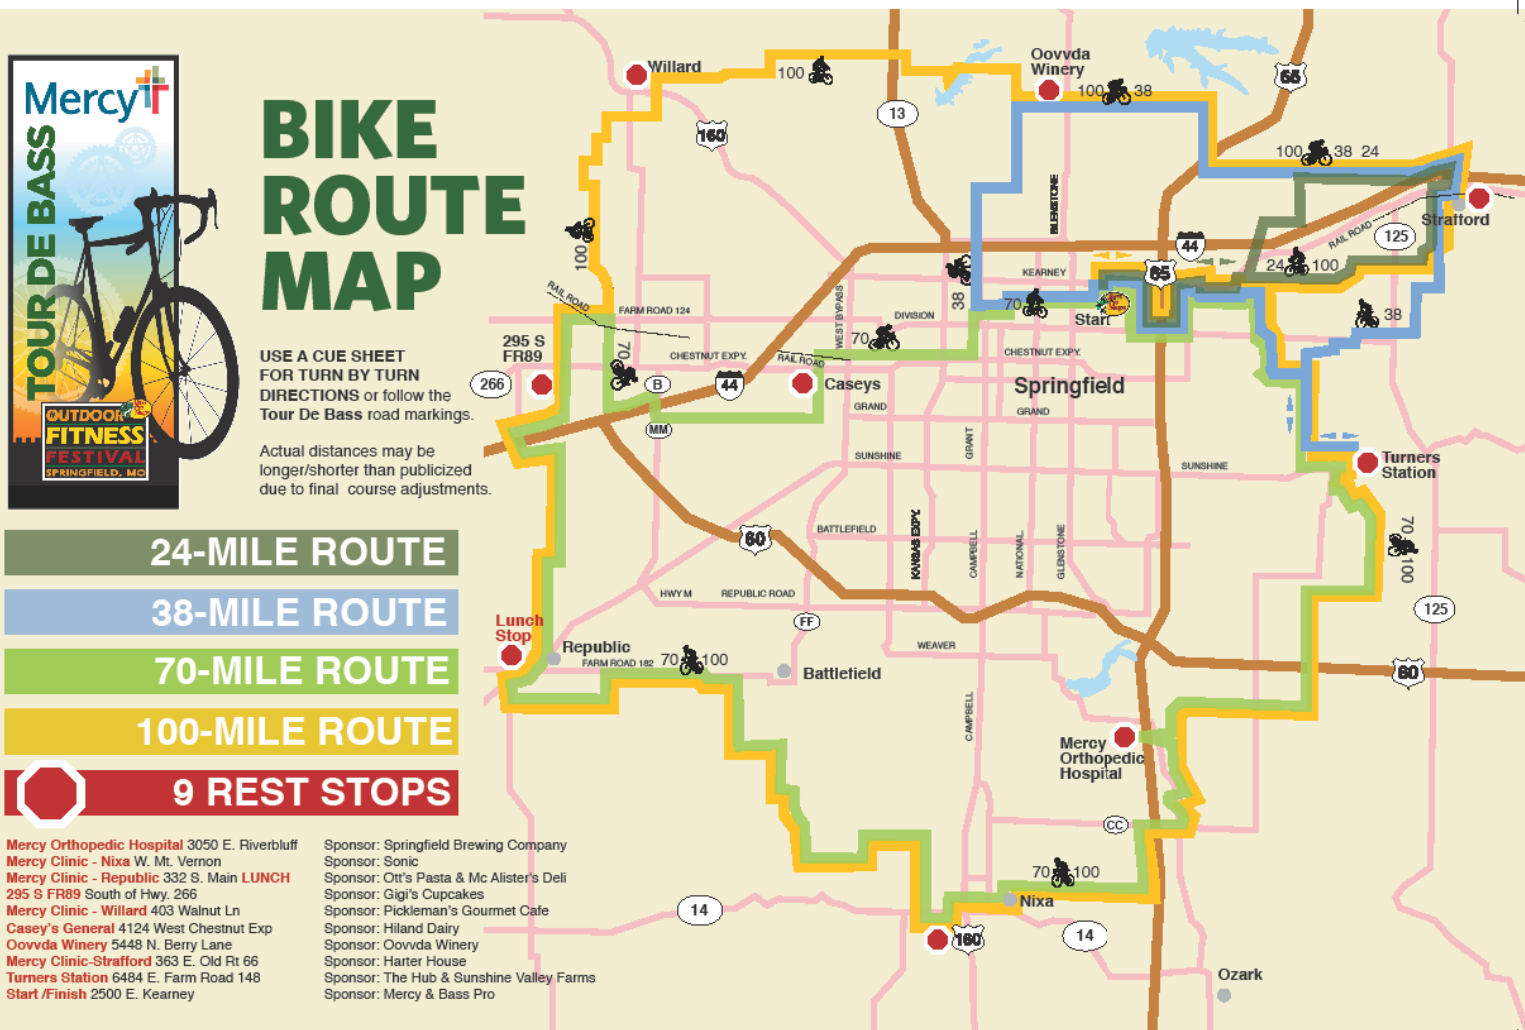 Mercy
TOUR DE BASS
OUTDOOR
FITNESS
FESTIVAL
SPRINGFIELD, MO
BIKE
ROUTE
MAP
USE A CUE SHEET
FOR TURN BY TURN
DIRECTIONS or follow the
Tour De Bass road markings.
Actual distances may be
longer/shorter than publicized
due to final course adjustments.
24-MILE ROUTE
38-MILE ROUTE
70-MILE ROUTE
100-MILE ROUTE
9 REST STOPS
Mercy Orthopedic Hospital 3050 E. Riverbluff Sponsor: Springfield Brewing Company
Mercy Clinic - Nixa W. Mt. Vernon Sponsor: Sonic
Mercy Clinic - Republic 332 S. Main LUNCH Sponsor: Ott's Pasta & Mc Alister's Deli
295 S FR89 South of Hwy. 266 Sponsor: Gigi's Cupcakes
Mercy Clinic - Willard 403 Walnut Ln Sponsor: Pickleman's Gourmet Cafe
Casey's General 4124 West Chestnut Exp Sponsor: Hiland Dairy
Oovvda Winery 5448 N. Berry Lane Sponsor: Oovvda Winery
Mercy Clinic-Strafford 363 E. Old Rt 66 Sponsor: Harter House
Turners Station 6484 E. Farm Road 148 Sponsor: The Hub & Sunshine Valley Farms
Start /Finish 2500 E. Kearney Sponsor: Mercy & Bass Pro
Willard
100
160
13
Oovvda
Winery
100 38
65
100 38 24
Strafford
125
RAIL ROAD
44
24 100
65
38
100
RAIL ROAD
FARM ROAD 124
295 S
FR89
266
70
CHESTNUT EXPY.
B
44
MM
RAIL ROAD
WEST BYPASS
70
DIVISION
38
KEARNEY
70
Start
CHESTNUT EXPY.
Caseys
Springfield
GRAND
GRAND
GRANT
SUNSHINE
SUNSHINE
Turners
Station
70 100
125
BATTLEFIELD
KANSAS EXPY.
CAMPBELL
NATIONAL
GLENSTONE
60
HWY M
REPUBLIC ROAD
FF
WEAVER
60
Lunch
Stop
Republic
FARM ROAD 182
70 100
Battlefield
CAMPBELL
Mercy
Orthopedic
Hospital
CC
70 100
Nixa
14
160
14
Ozark